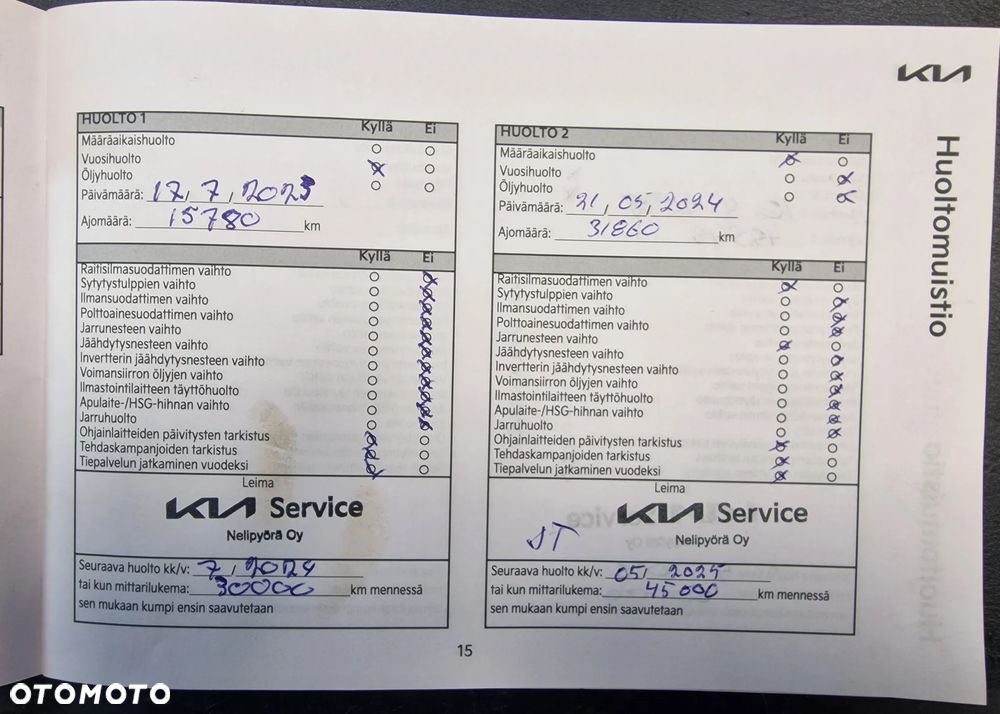 KIA
Huoltomuistio
HUOLTO 1
Kyllä Ei
Määräaikaishuolto
Vuosihuolto
Öljyhuolto
Päivämäärä: 17, 7, 2023
Ajomäärä: 15780 km
Kyllä Ei
Raitisilmasuodattimen vaihto
Sytytystulppien vaihto
Ilmansuodattimen vaihto
Polttoainesuodattimen vaihto
Jarrunesteen vaihto
Jäähdytysnesteen vaihto
Invertterin jäähdytysnesteen vaihto
Voimansiirron öljyjen vaihto
Ilmastointilaitteen täyttöhuolto
Apulaite-/HSG-hihnan vaihto
Jarruhuolto
Ohjainlaitteiden päivitysten tarkistus
Tehdaskampanjoiden tarkistus
Tiepalvelun jatkaminen vuodeksi
Leima
KIA Service
Nelipyörä Oy
Seuraava huolto kk/v: 7, 2024
tai kun mittarilukema: 30000 km mennessä
sen mukaan kumpi ensin saavutetaan
HUOLTO 2
Kyllä Ei
Määräaikaishuolto
Vuosihuolto
Öljyhuolto
Päivämäärä: 21, 05, 2024
Ajomäärä: 31860 km
Kyllä Ei
Raitisilmasuodattimen vaihto
Sytytystulppien vaihto
Ilmansuodattimen vaihto
Polttoainesuodattimen vaihto
Jarrunesteen vaihto
Jäähdytysnesteen vaihto
Invertterin jäähdytysnesteen vaihto
Voimansiirron öljyjen vaihto
Ilmastointilaitteen täyttöhuolto
Apulaite-/HSG-hihnan vaihto
Jarruhuolto
Ohjainlaitteiden päivitysten tarkistus
Tehdaskampanjoiden tarkistus
Tiepalvelun jatkaminen vuodeksi
Leima
KIA Service
Nelipyörä Oy
JT
Seuraava huolto kk/v: 05, 2025
tai kun mittarilukema: 45000 km mennessä
sen mukaan kumpi ensin saavutetaan
15
OTOMOTO